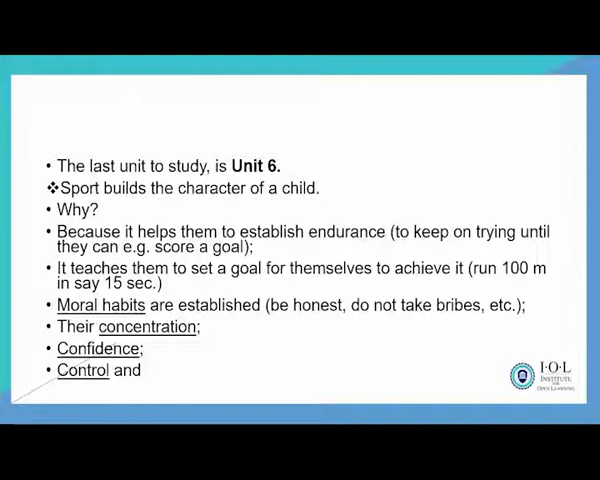 • The last unit to study, is Unit 6.
❖Sport builds the character of a child.
• Why?
• Because it helps them to establish endurance (to keep on trying until
they can e.g. score a goal);
• It teaches them to set a goal for themselves to achieve it (run 100 m
in say 15 sec.)
• Moral habits are established (be honest, do not take bribes, etc.);
• Their concentration;
• Confidence;
• Control and
I·O·L
INSTITUTE
FOR
OPEN LEARNING